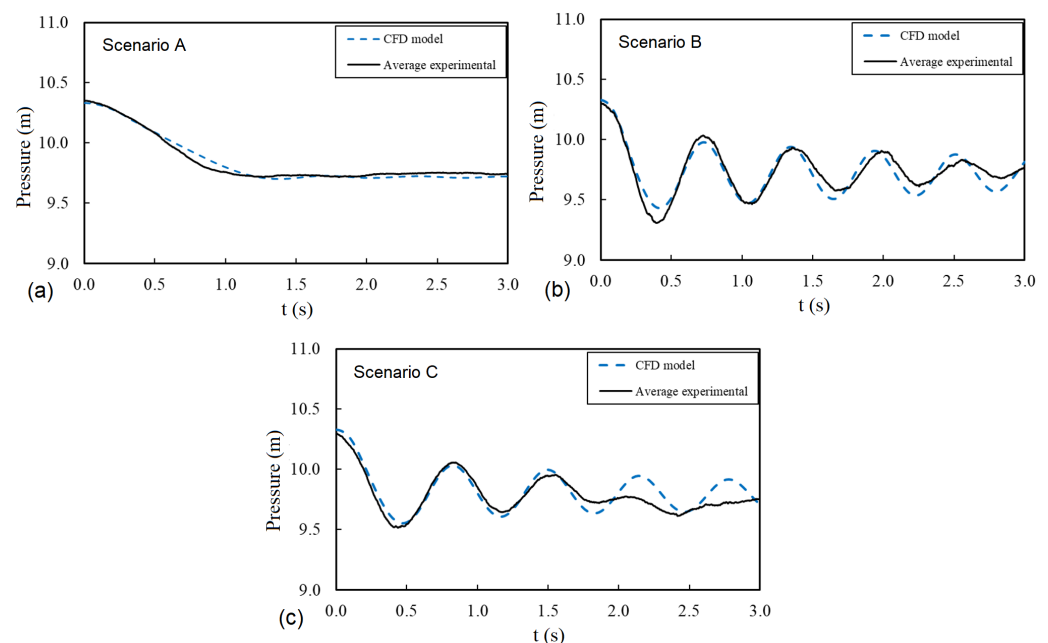 Scenario A
CFD model
Average experimental
11.0
10.5
10.0
9.5
9.0
Pressure (m)
0.0 0.5 1.0 1.5 2.0 2.5 3.0
t (s)
(a)
Scenario B
CFD model
Average experimental
11.0
10.5
10.0
9.5
9.0
Pressure (m)
0.0 0.5 1.0 1.5 2.0 2.5 3.0
t (s)
(b)
Scenario C
CFD model
Average experimental
11.0
10.5
10.0
9.5
9.0
Pressure (m)
0.0 0.5 1.0 1.5 2.0 2.5 3.0
t (s)
(c)